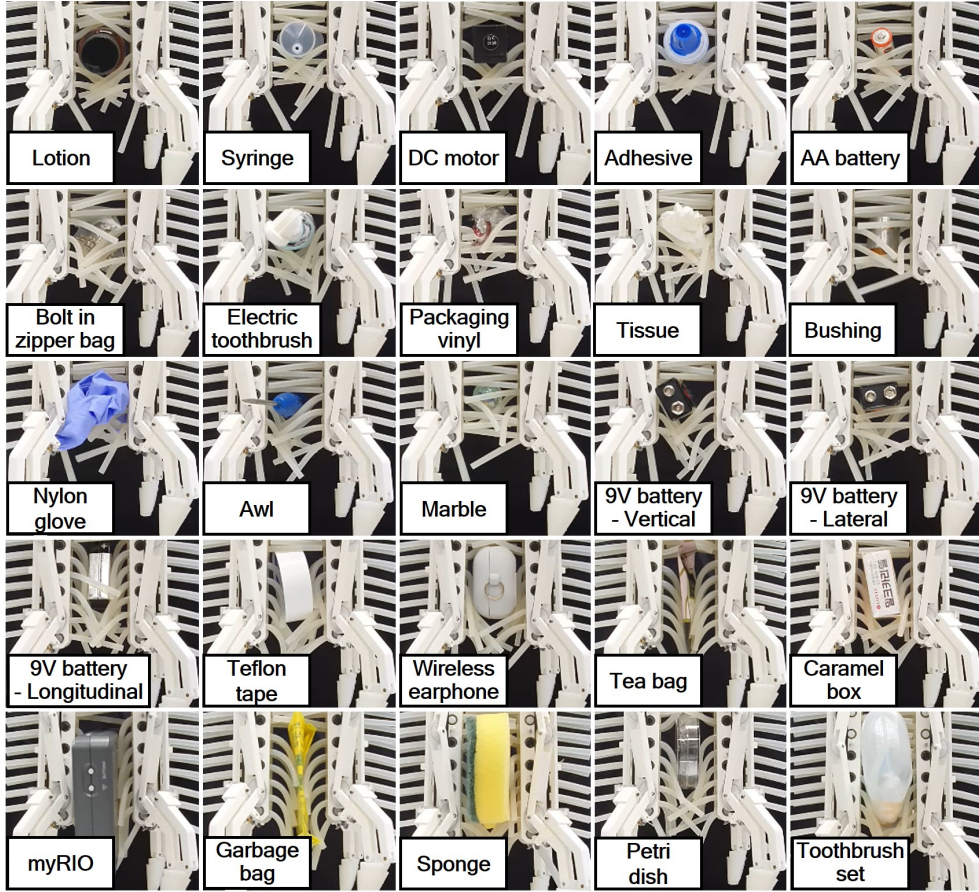 Lotion
Syringe
DC motor
Adhesive
AA battery
Bolt in
zipper bag
Electric
toothbrush
Packaging
vinyl
Tissue
Bushing
Nylon
glove
Awl
Marble
9V battery
- Vertical
9V battery
- Lateral
9V battery
- Longitudinal
Teflon
tape
Wireless
earphone
Tea bag
Caramel
box
myRIO
Garbage
bag
Sponge
Petri
dish
Toothbrush
set